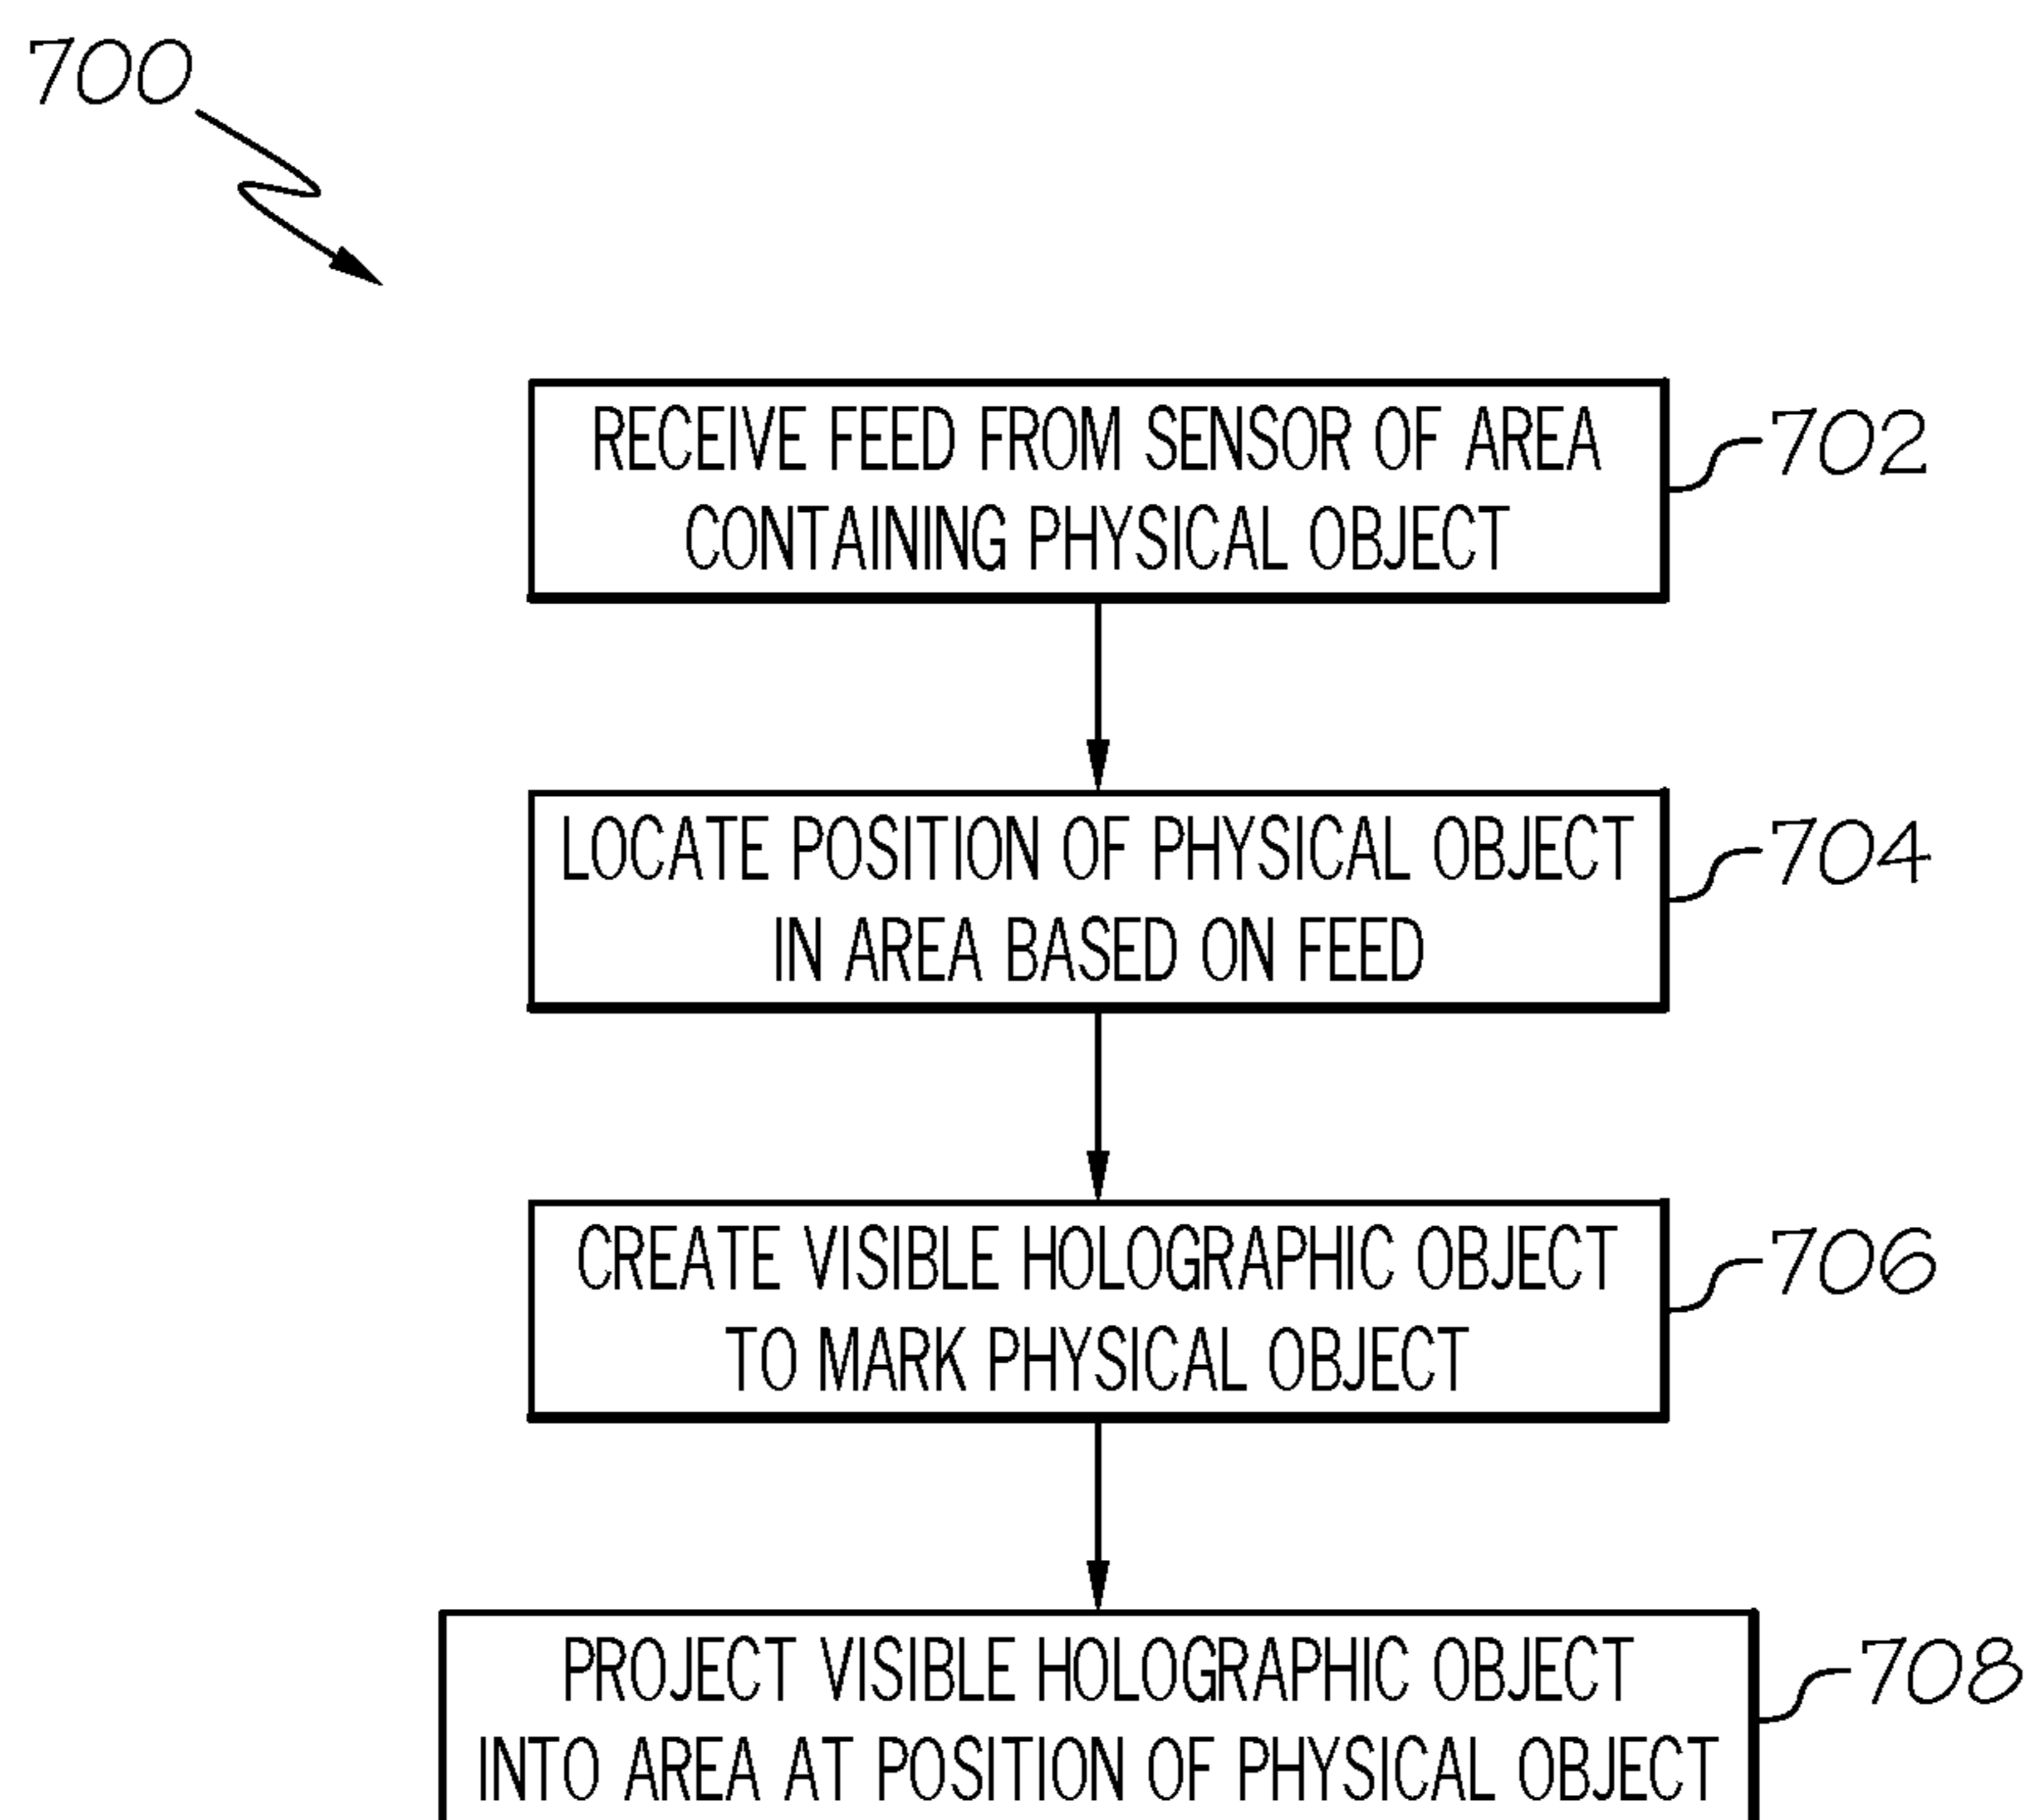 700
RECEIVE FEED FROM SENSOR OF AREA
CONTAINING PHYSICAL OBJECT
702
LOCATE POSITION OF PHYSICAL OBJECT
IN AREA BASED ON FEED
704
CREATE VISIBLE HOLOGRAPHIC OBJECT
TO MARK PHYSICAL OBJECT
706
PROJECT VISIBLE HOLOGRAPHIC OBJECT
INTO AREA AT POSITION OF PHYSICAL OBJECT
708